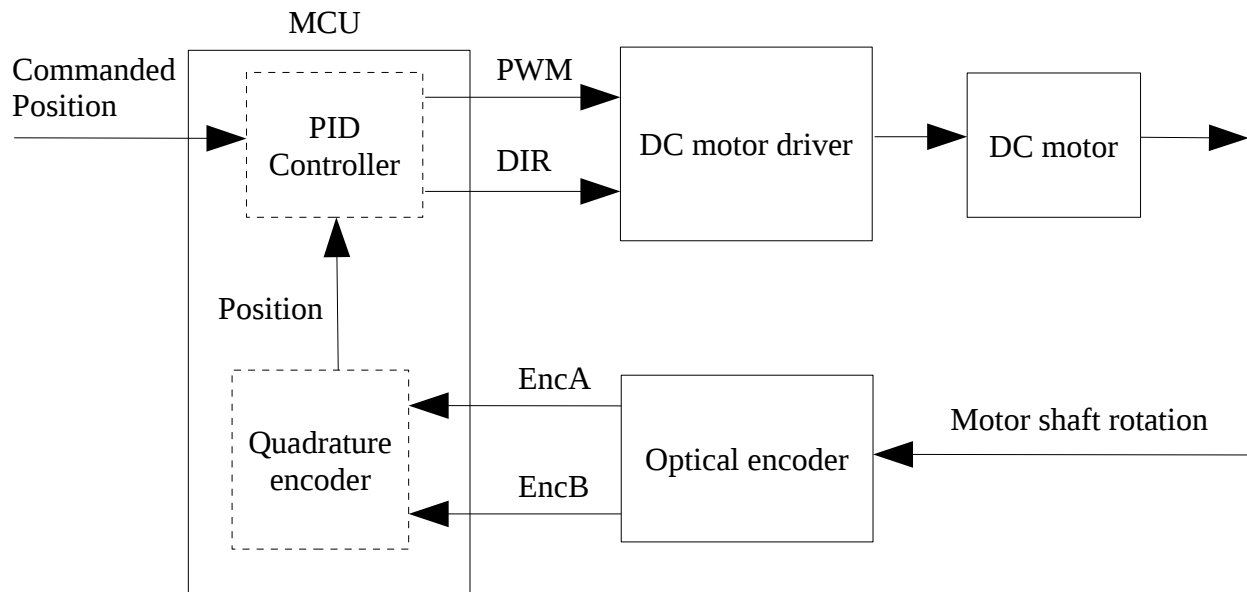 MCU
Commanded
Position
PID
Controller
PWM
DIR
DC motor driver
DC motor
Position
Quadrature
encoder
EncA
EncB
Optical encoder
Motor shaft rotation